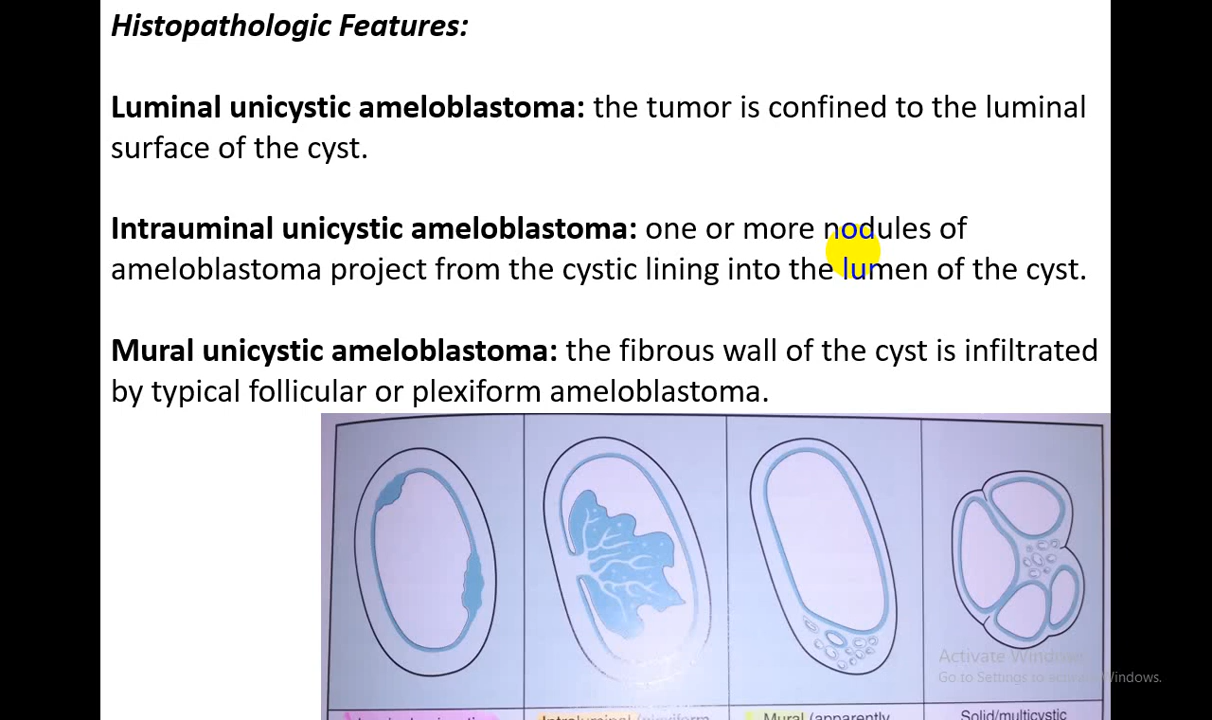 Histopathologic Features:
Luminal unicystic ameloblastoma: the tumor is confined to the luminal
surface of the cyst.
Intrauminal unicystic ameloblastoma: one or more nodules of
ameloblastoma project from the cystic lining into the lumen of the cyst.
Mural unicystic ameloblastoma: the fibrous wall of the cyst is infiltrated
by typical follicular or plexiform ameloblastoma.
Activate Windows
Go to Settings to activate Windows.
Mural (apparently
Solid/multicystic